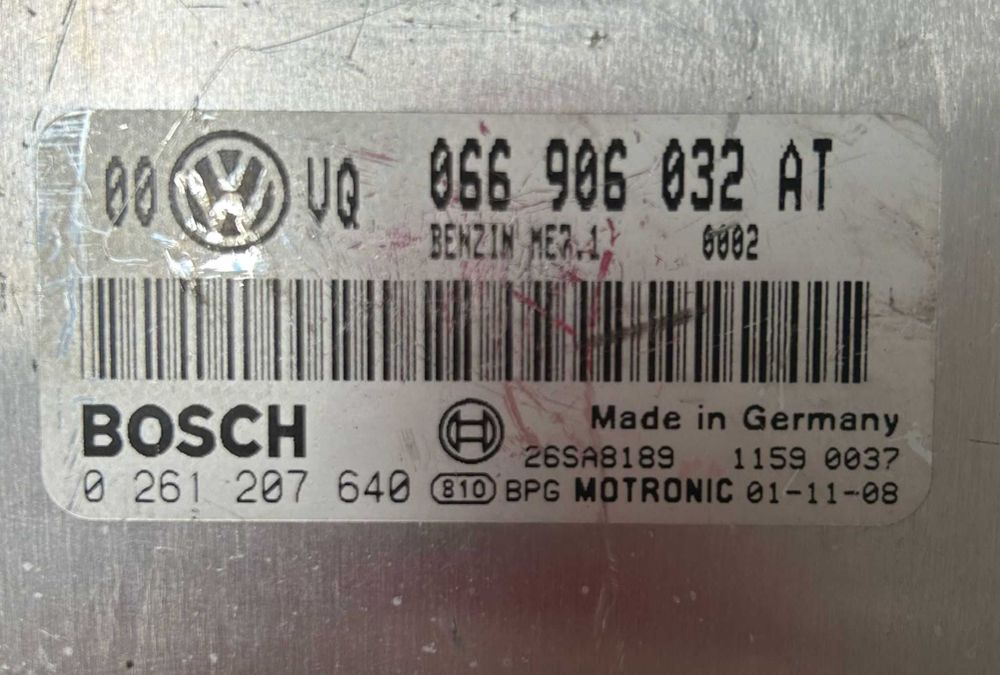 00 VW VQ 066 906 032 AT
BENZIN ME7.1 0002
BOSCH Made in Germany
26SA8189 1159 0037
0 261 207 640 810 BPG MOTRONIC 01-11-08